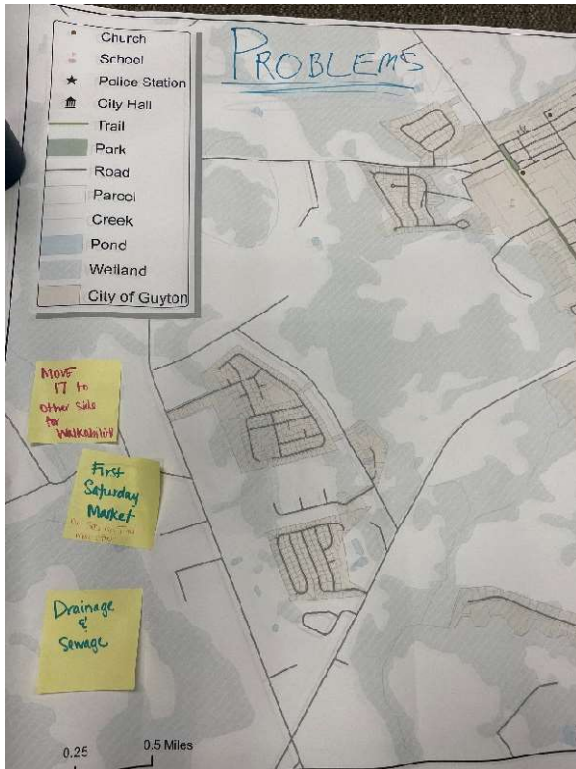 PROBLEMS
Church
School
Police Station
City Hall
Trail
Park
Road
Parcel
Creek
Pond
Wetland
City of Guyton
MOVE
17 to
other side
for
Walkability
First
Saturday
Market
Drainage
&
Sewage
0.25 0.5 Miles